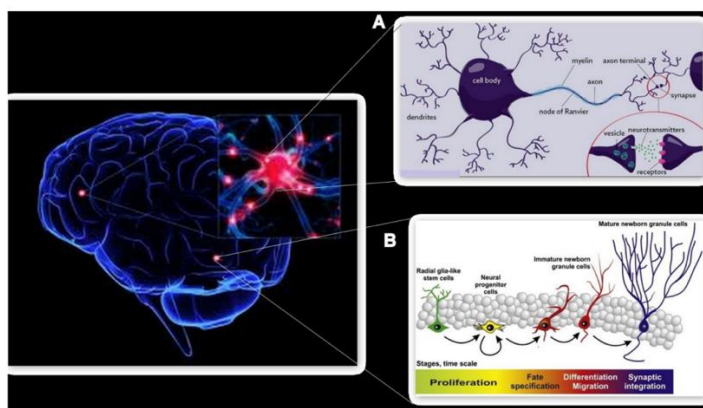 A
myelin
axon terminal
cell body
axon
synapse
node of Ranvier
dendrites
vesicle
neurotransmitters
receptors
B
Mature newborn granule cells
Immature newborn
granule cells
Radial glia-like
stem cells
Neural
progenitor
cells
Stages, time scale
Proliferation
Fate
specification
Differentiation
Migration
Synaptic
integration